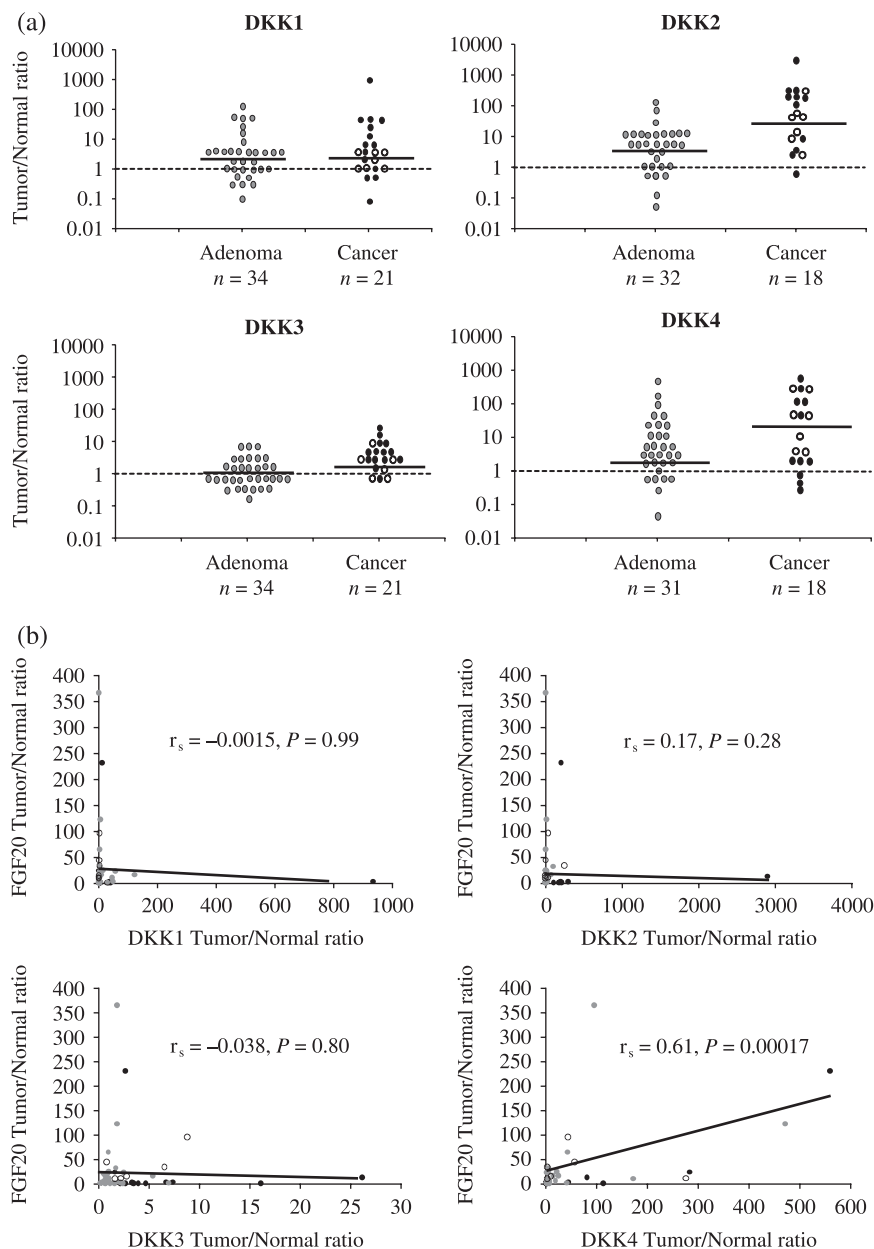 (a)
DKK1
Tumor/Normal ratio
10000
1000
100
10
1
0.1
0.01
Adenoma
n = 34
Cancer
n = 21
DKK2
10000
1000
100
10
1
0.1
0.01
Adenoma
n = 32
Cancer
n = 18
DKK3
Tumor/Normal ratio
10000
1000
100
10
1
0.1
0.01
Adenoma
n = 34
Cancer
n = 21
DKK4
10000
1000
100
10
1
0.1
0.01
Adenoma
n = 31
Cancer
n = 18
(b)
FGF20 Tumor/Normal ratio
400
350
300
250
200
150
100
50
0
rs = –0.0015, P = 0.99
0 200 400 600 800 1000
DKK1 Tumor/Normal ratio
FGF20 Tumor/Normal ratio
400
350
300
250
200
150
100
50
0
rs = 0.17, P = 0.28
0 1000 2000 3000 4000
DKK2 Tumor/Normal ratio
FGF20 Tumor/Normal ratio
400
350
300
250
200
150
100
50
0
rs = –0.038, P = 0.80
0 5 10 15 20 25 30
DKK3 Tumor/Normal ratio
FGF20 Tumor/Normal ratio
400
350
300
250
200
150
100
50
0
rs = 0.61, P = 0.00017
0 100 200 300 400 500 600
DKK4 Tumor/Normal ratio